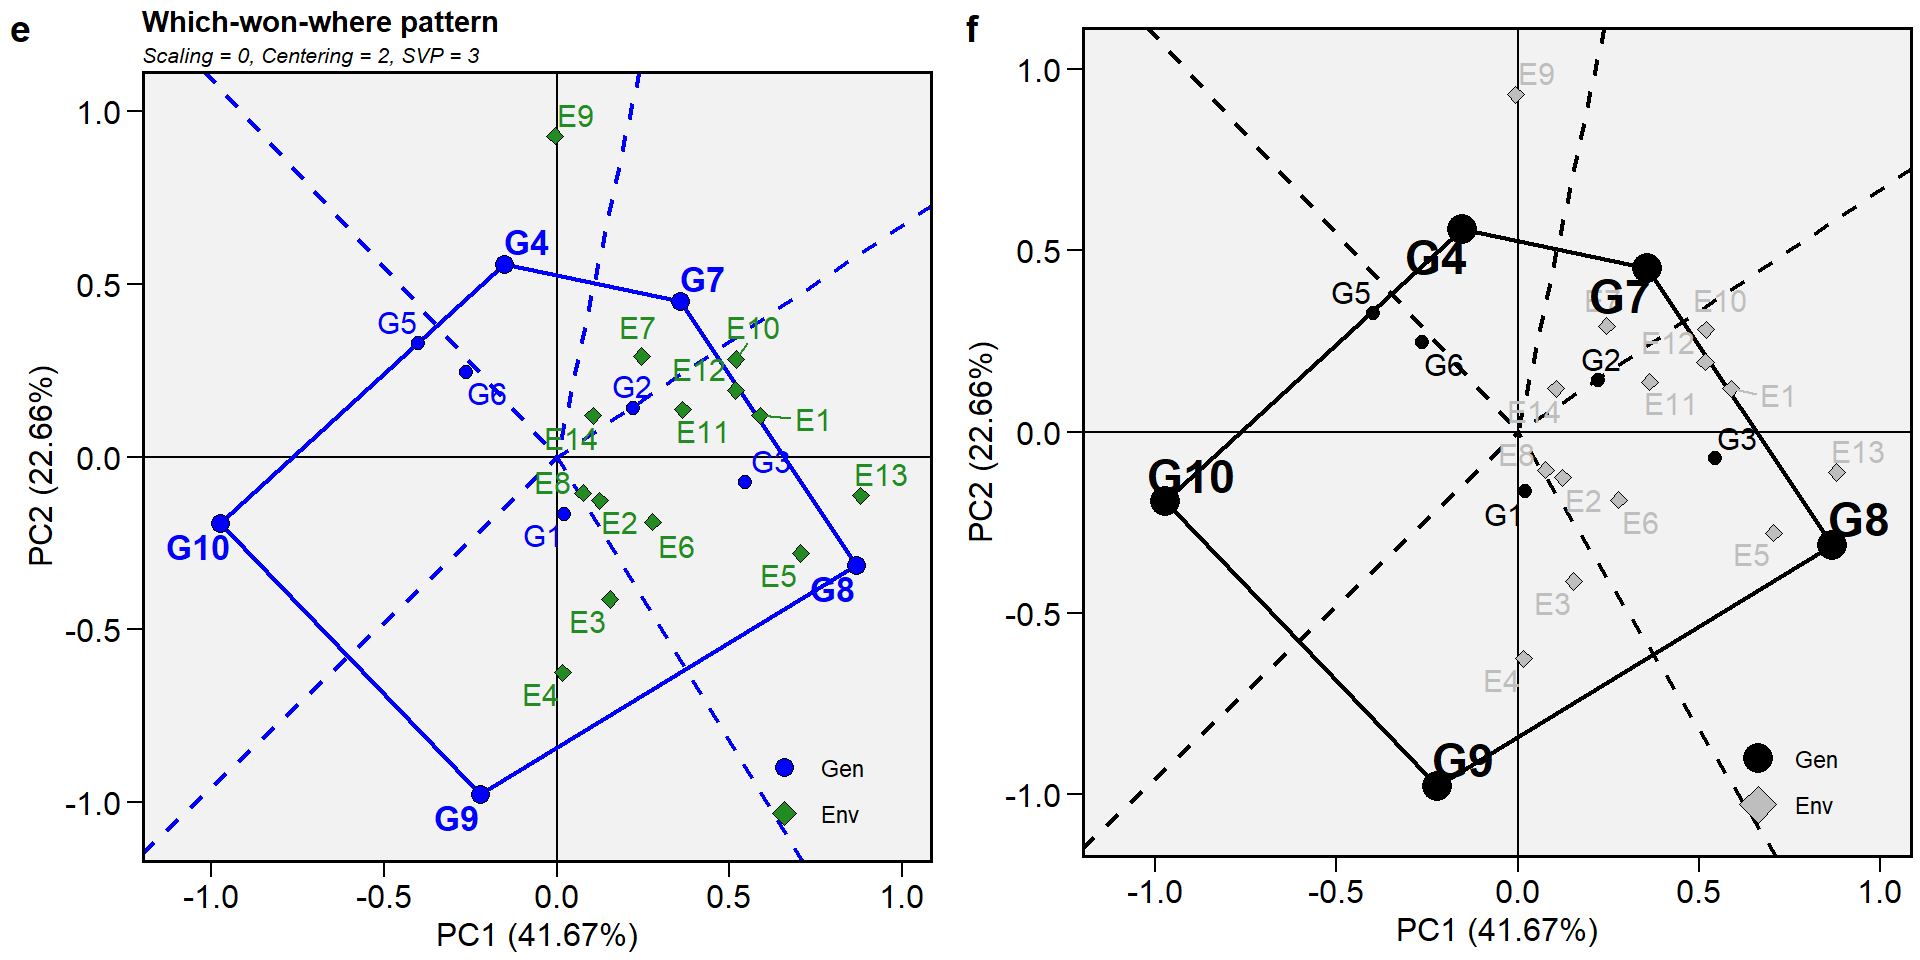 e
Which-won-where pattern
Scaling = 0, Centering = 2, SVP = 3
1.0
0.5
0.0
-0.5
-1.0
PC2 (22.66%)
E9
G4
G7
G5
E7
E10
G6
G2
E12
E14
E11
E1
E8
G3
E13
G1
E2
E6
G10
E5
G8
E3
E4
G9
Gen
Env
-1.0
-0.5
0.0
0.5
1.0
PC1 (41.67%)
f
1.0
0.5
0.0
-0.5
-1.0
PC2 (22.66%)
E9
G4
G5
G7
E7
E10
G6
G2
E12
E14
E11
E1
E8
G3
E13
G10
G1
E2
E6
G8
E5
E3
E4
G9
Gen
Env
-1.0
-0.5
0.0
0.5
1.0
PC1 (41.67%)